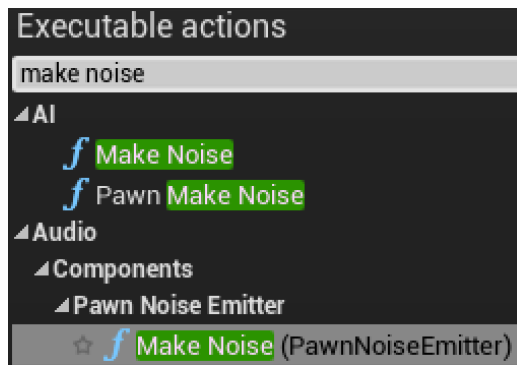 Executable actions
make noise
AI
f Make Noise
f Pawn Make Noise
Audio
Components
Pawn Noise Emitter
f Make Noise (PawnNoiseEmitter)